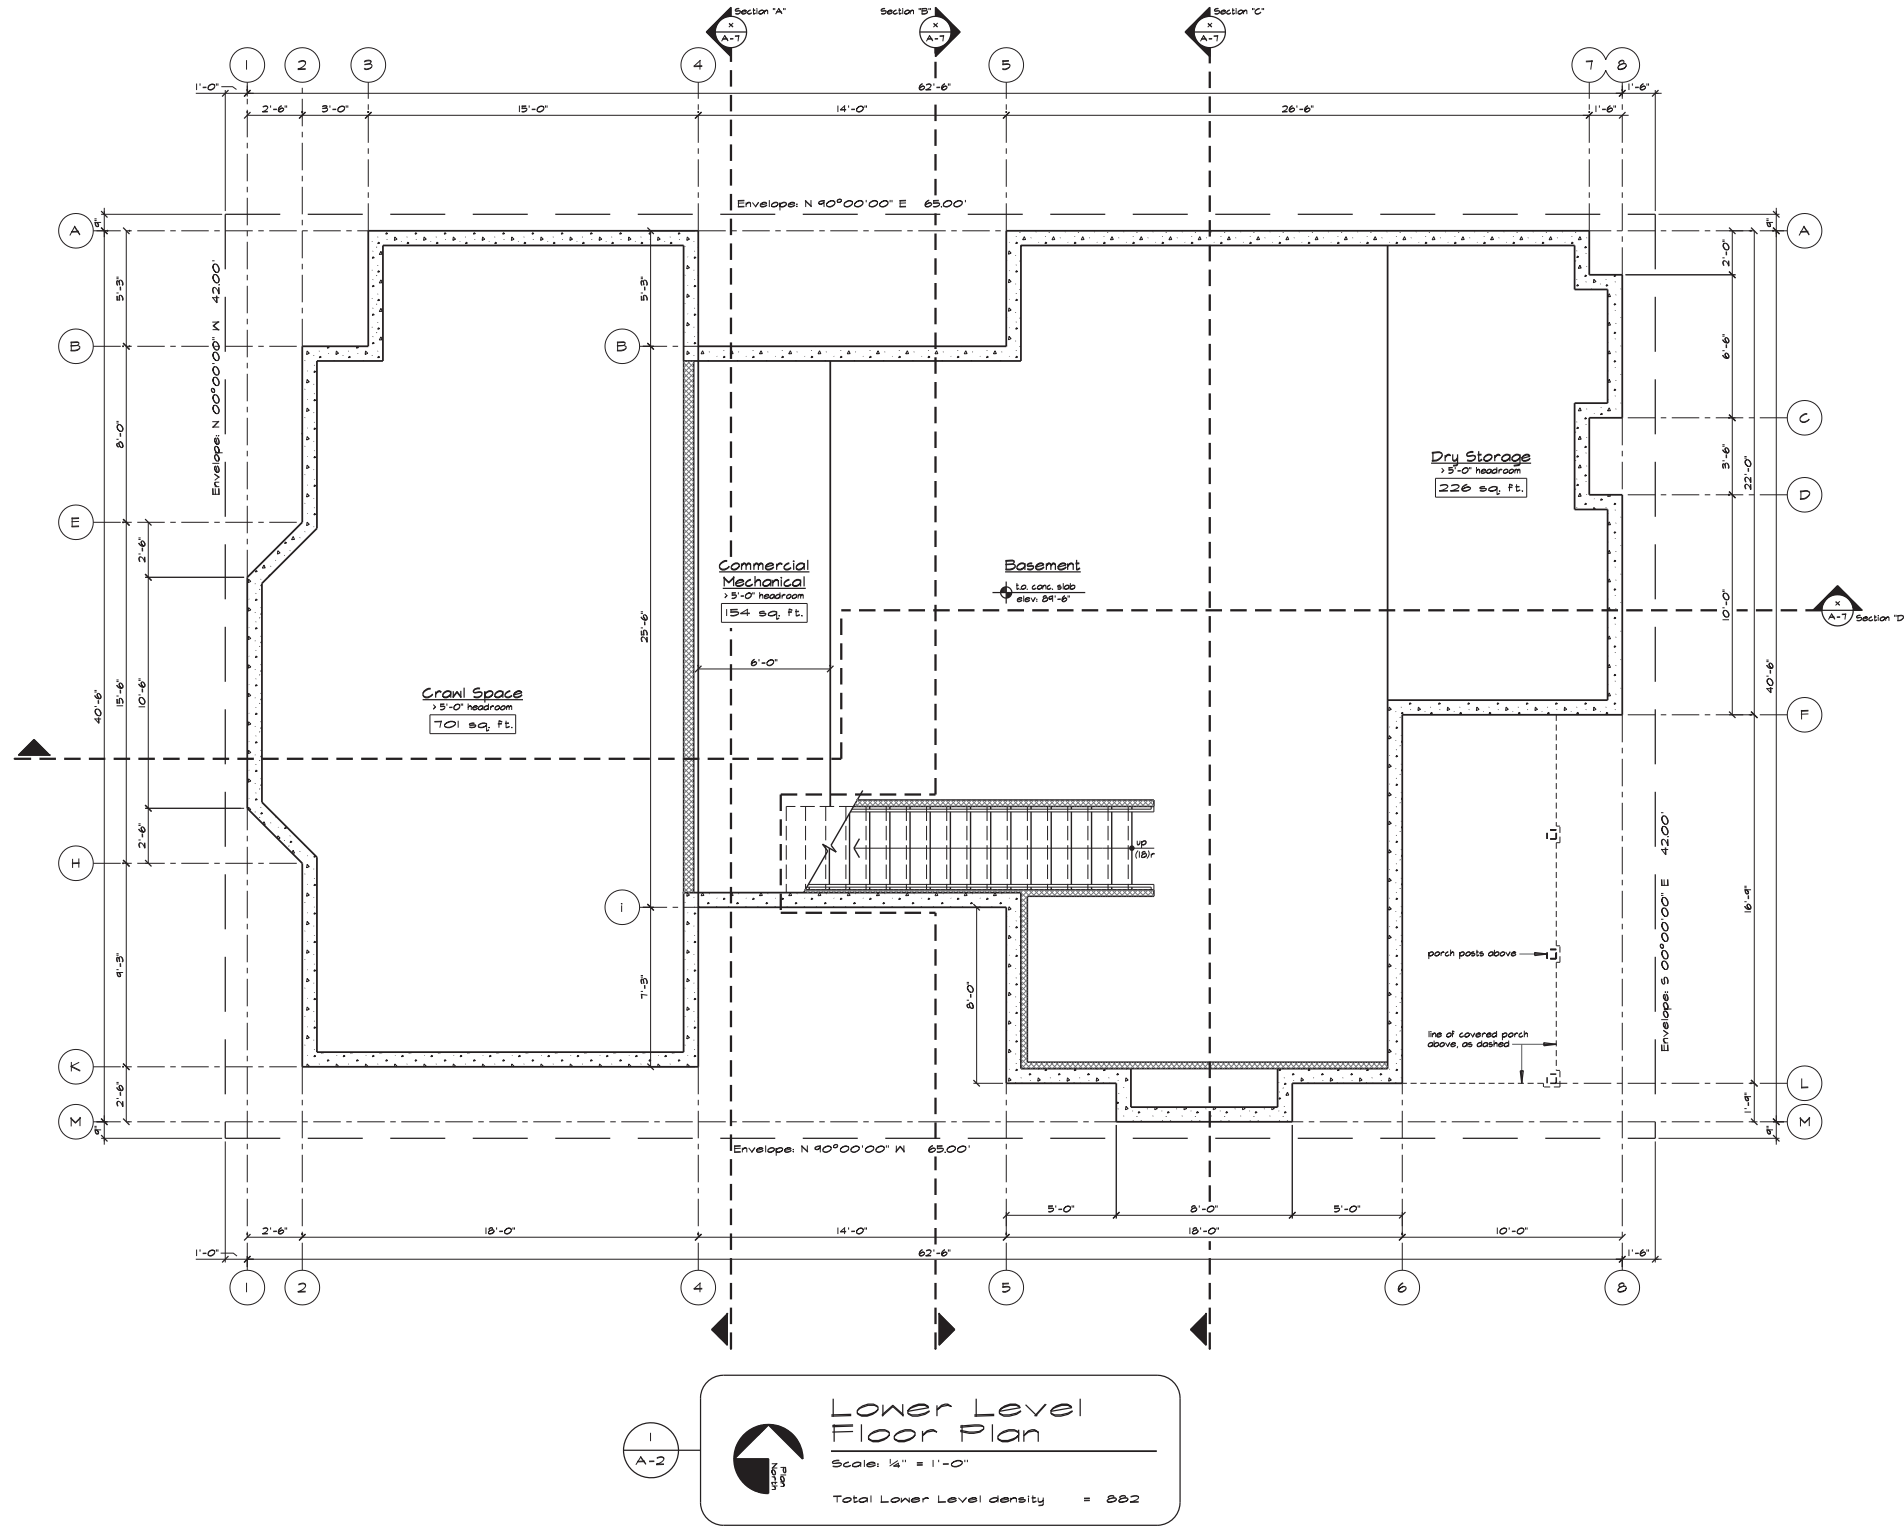 Section "A"
Section "B"
Section "C"
x
A-7
x
A-7
x
A-7
1
2
3
4
5
7
8
1'-0"
62'-6"
1'-6"
2'-6"
3'-0"
15'-0"
14'-0"
26'-6"
1'-6"
Envelope: N 90°00'00" E 65.00'
A
9"
9"
A
2'-0"
5'-3"
5'-3"
Envelope: N 00°00'00" W 42.00'
B
B
6'-6"
8'-0"
C
Dry Storage
> 5'-0" headroom
226 sq. ft.
3'-6"
22'-0"
D
E
2'-6"
Commercial
Mechanical
> 5'-0" headroom
154 sq. ft.
Basement
t.o. conc. slab
elev: 89'-6"
10'-0"
x
A-7
Section "D
25'-6"
6'-0"
40'-6"
15'-6"
10'-6"
Crawl Space
> 5'-0" headroom
701 sq. ft.
40'-6"
F
2'-6"
up
(18)r
H
i
16'-9"
Envelope: S 00°00'00" E 42.00'
9'-3"
7'-3"
8'-0"
porch posts above
line of covered porch
above, as dashed
K
L
2'-6"
1'-9"
M
9"
9"
M
Envelope: N 90°00'00" W 65.00'
5'-0"
8'-0"
5'-0"
2'-6"
18'-0"
14'-0"
18'-0"
10'-0"
1'-0"
62'-6"
1'-6"
1
2
4
5
6
8
1
A-2
Plan
North
Lower Level
Floor Plan
Scale: ¼" = 1'-0"
Total Lower Level density = 882